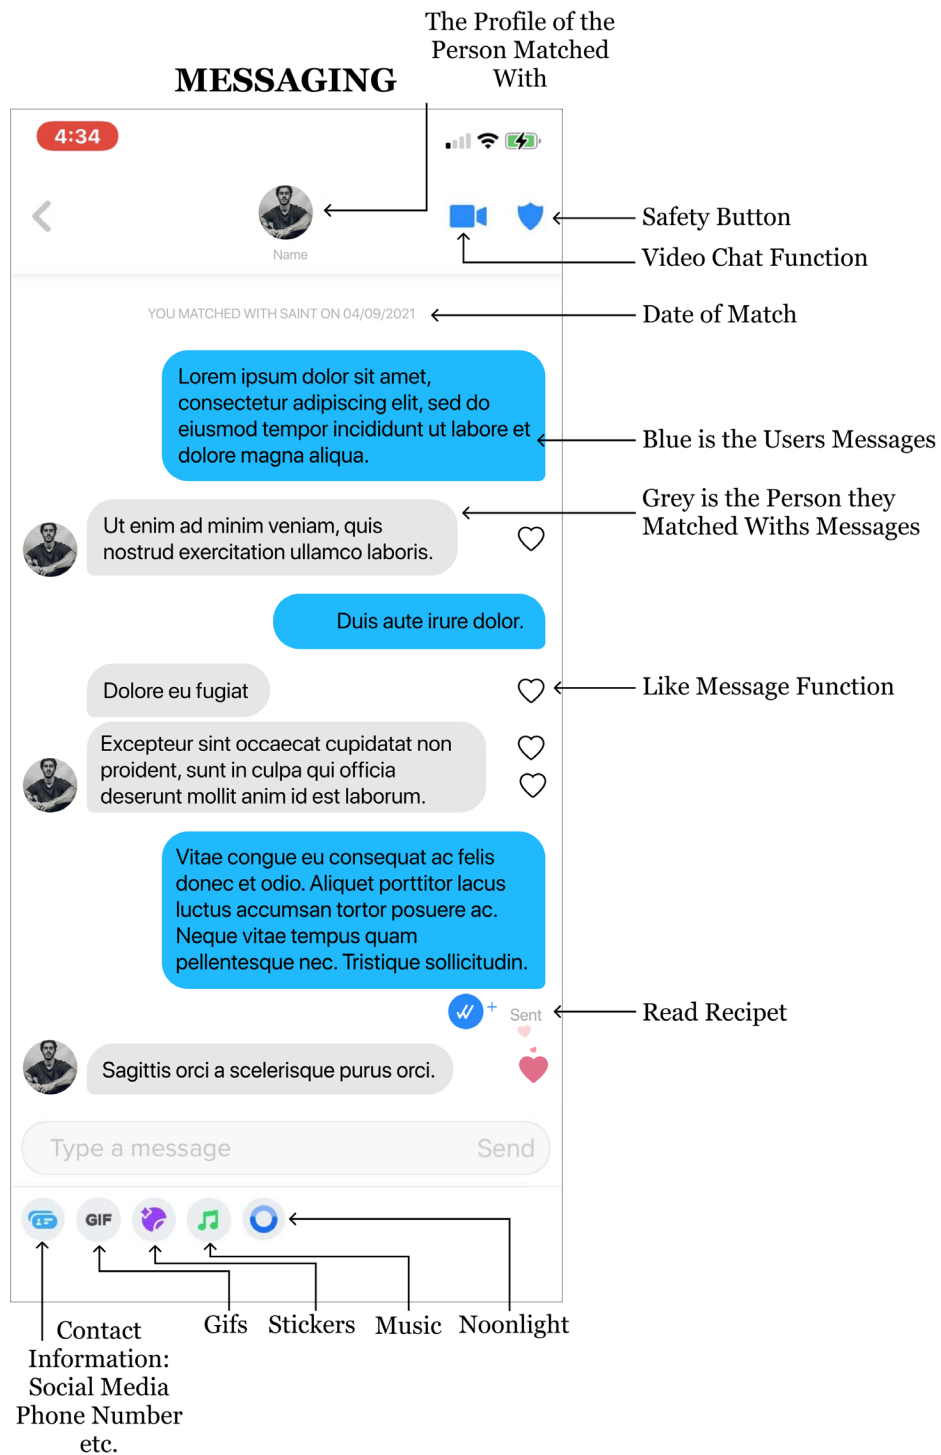 The Profile of the
Person Matched
With
MESSAGING
4:34
Name
Safety Button
Video Chat Function
YOU MATCHED WITH SAINT ON 04/09/2021
Date of Match
Lorem ipsum dolor sit amet,
consectetur adipiscing elit, sed do
eiusmod tempor incididunt ut labore et
dolore magna aliqua.
Blue is the Users Messages
Grey is the Person they
Matched Withs Messages
Ut enim ad minim veniam, quis
nostrud exercitation ullamco laboris.
Duis aute irure dolor.
Dolore eu fugiat
Like Message Function
Excepteur sint occaecat cupidatat non
proident, sunt in culpa qui officia
deserunt mollit anim id est laborum.
Vitae congue eu consequat ac felis
donec et odio. Aliquet porttitor lacus
luctus accumsan tortor posuere ac.
Neque vitae tempus quam
pellentesque nec. Tristique sollicitudin.
+ Sent
Read Recipet
Sagittis orci a scelerisque purus orci.
Type a message Send
GIF
Contact
Information:
Social Media
Phone Number
etc.
Gifs
Stickers
Music
Noonlight